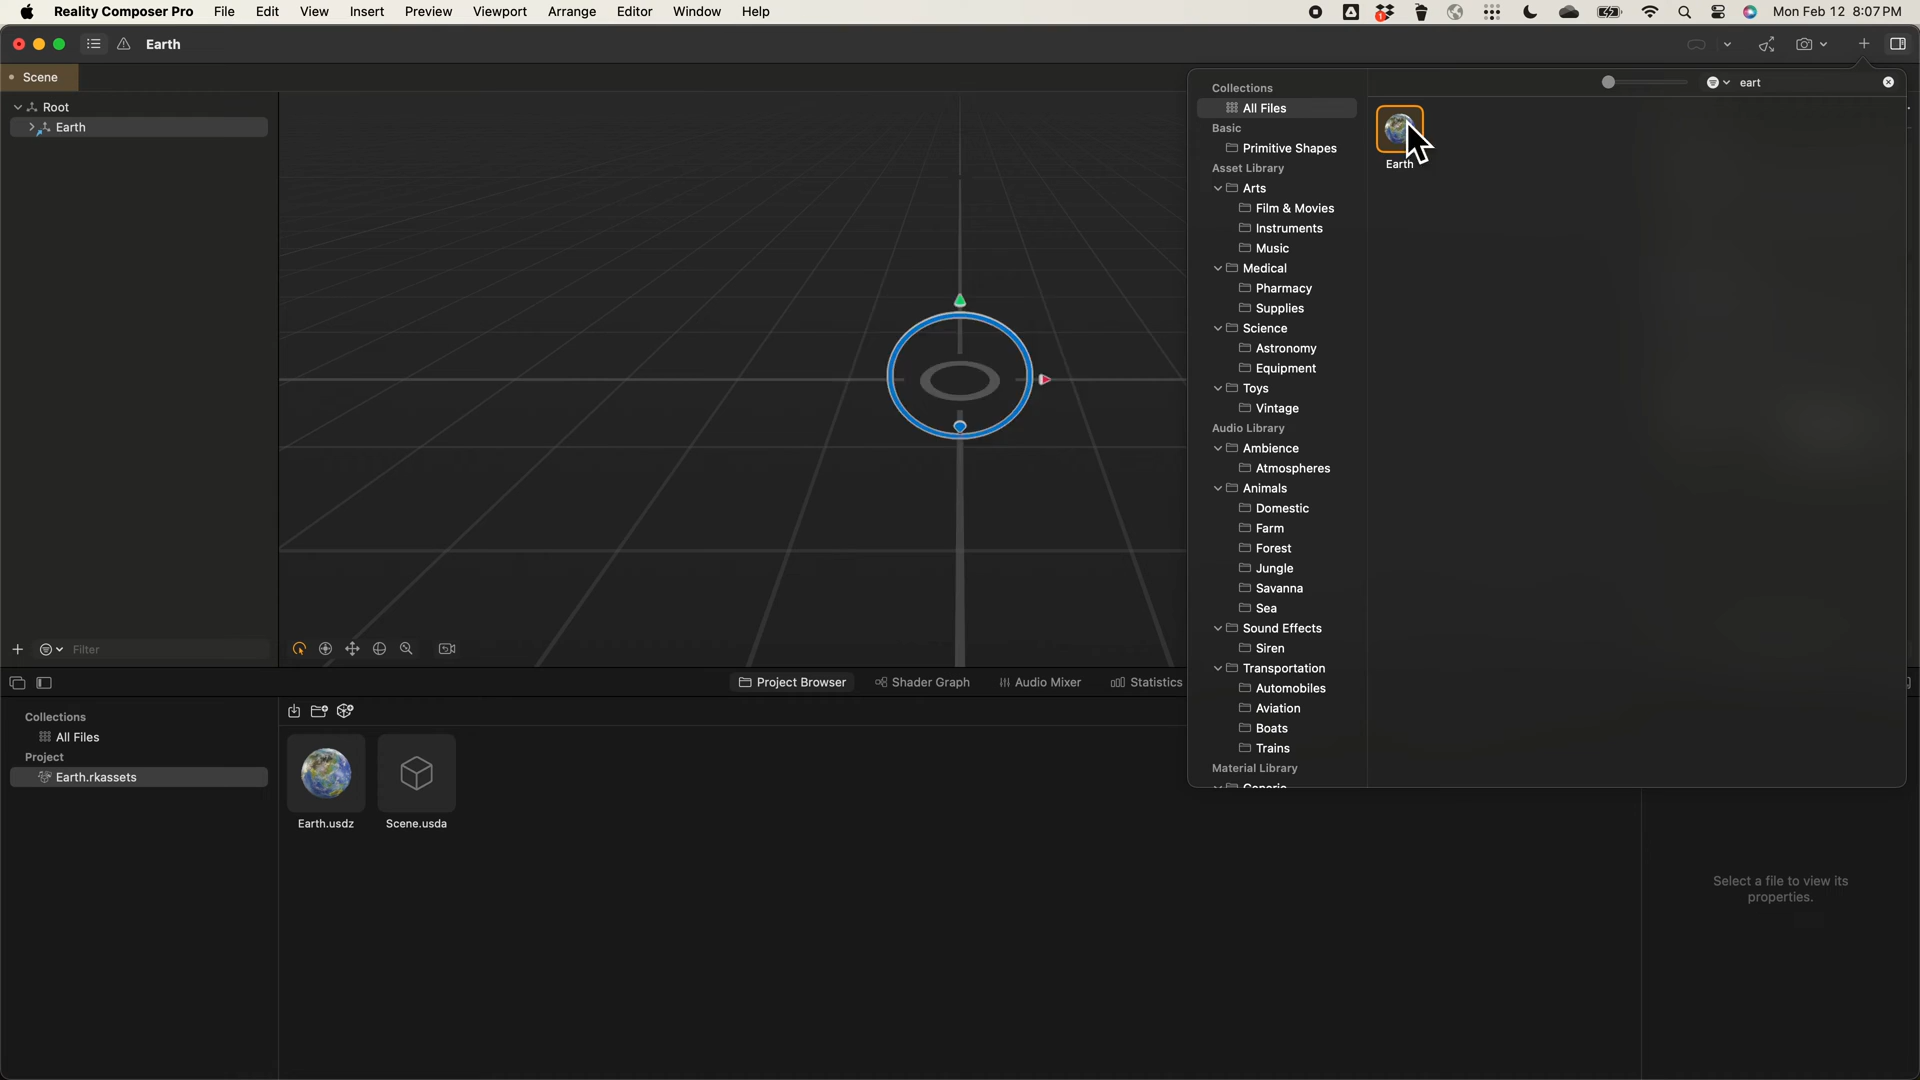 Reality Composer Pro File Edit View Insert Preview Viewport Arrange Editor Window Help 1 Mon Feb 12 8:07 PM
Earth
Scene
Root
Earth
Filter
Collections
All Files
Basic
Primitive Shapes
Asset Library
Arts
Film & Movies
Instruments
Music
Medical
Pharmacy
Supplies
Science
Astronomy
Equipment
Toys
Vintage
Audio Library
Ambience
Atmospheres
Animals
Domestic
Farm
Forest
Jungle
Savanna
Sea
Sound Effects
Siren
Transportation
Automobiles
Aviation
Boats
Trains
Material Library
Generic
eart
Earth
Project Browser Shader Graph Audio Mixer Statistics
Collections
All Files
Project
Earth.rkassets
Earth.usdz Scene.usda
Select a file to view its
properties.